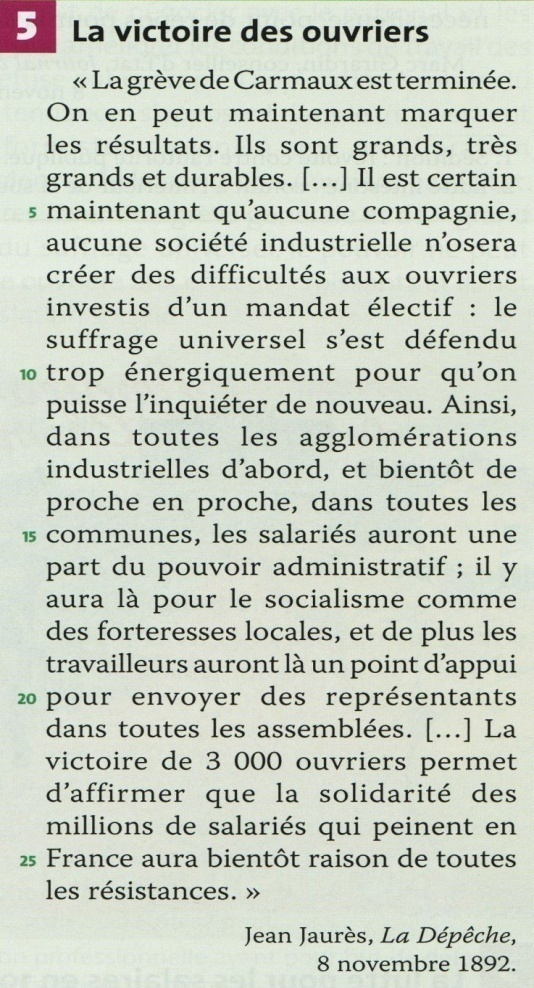 5 La victoire des ouvriers
« La grève de Carmaux est terminée.
On en peut maintenant marquer
les résultats. Ils sont grands, très
grands et durables. [...] Il est certain
5 maintenant qu'aucune compagnie,
aucune société industrielle n'osera
créer des difficultés aux ouvriers
investis d'un mandat électif : le
suffrage universel s'est défendu
10 trop énergiquement pour qu'on
puisse l'inquiéter de nouveau. Ainsi,
dans toutes les agglomérations
industrielles d'abord, et bientôt de
proche en proche, dans toutes les
15 communes, les salariés auront une
part du pouvoir administratif ; il y
aura là pour le socialisme comme
des forteresses locales, et de plus les
travailleurs auront là un point d'appui
20 pour envoyer des représentants
dans toutes les assemblées. [...] La
victoire de 3 000 ouvriers permet
d'affirmer que la solidarité des
millions de salariés qui peinent en
25 France aura bientôt raison de toutes
les résistances. »
Jean Jaurès, La Dépêche,
8 novembre 1892.